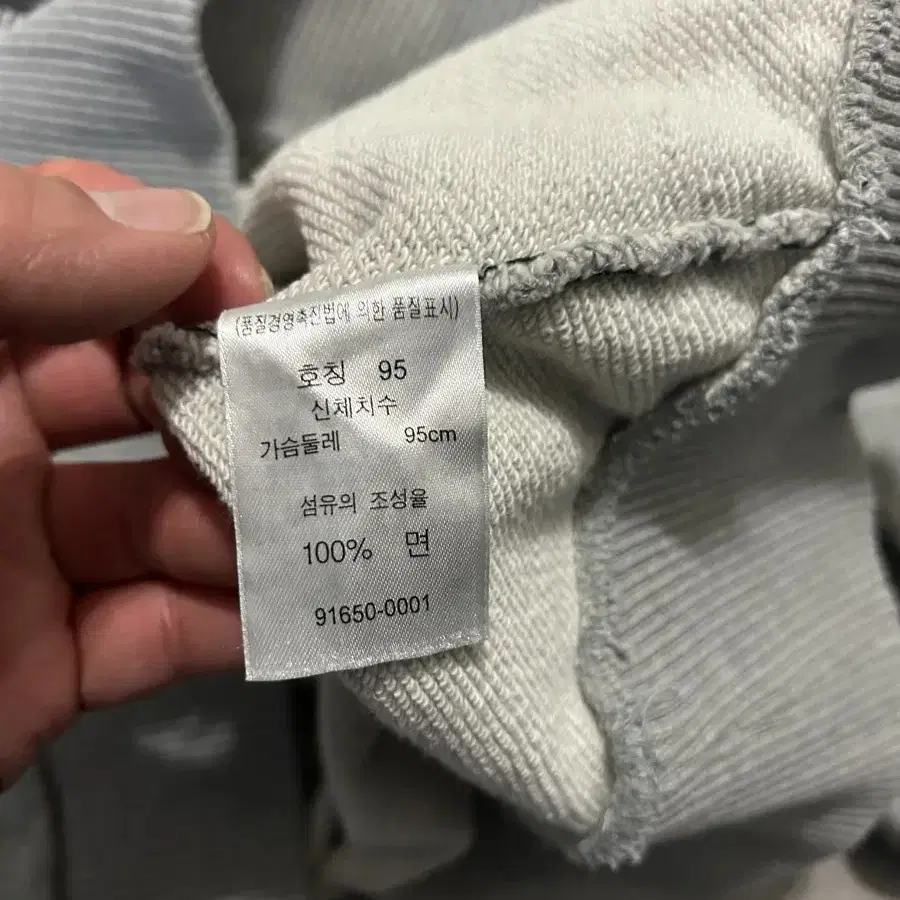 (품질경영촉진법에 의한 품질표시)
호칭 95
신체치수
가슴둘레 95cm
섬유의 조성율
100% 면
91650-0001